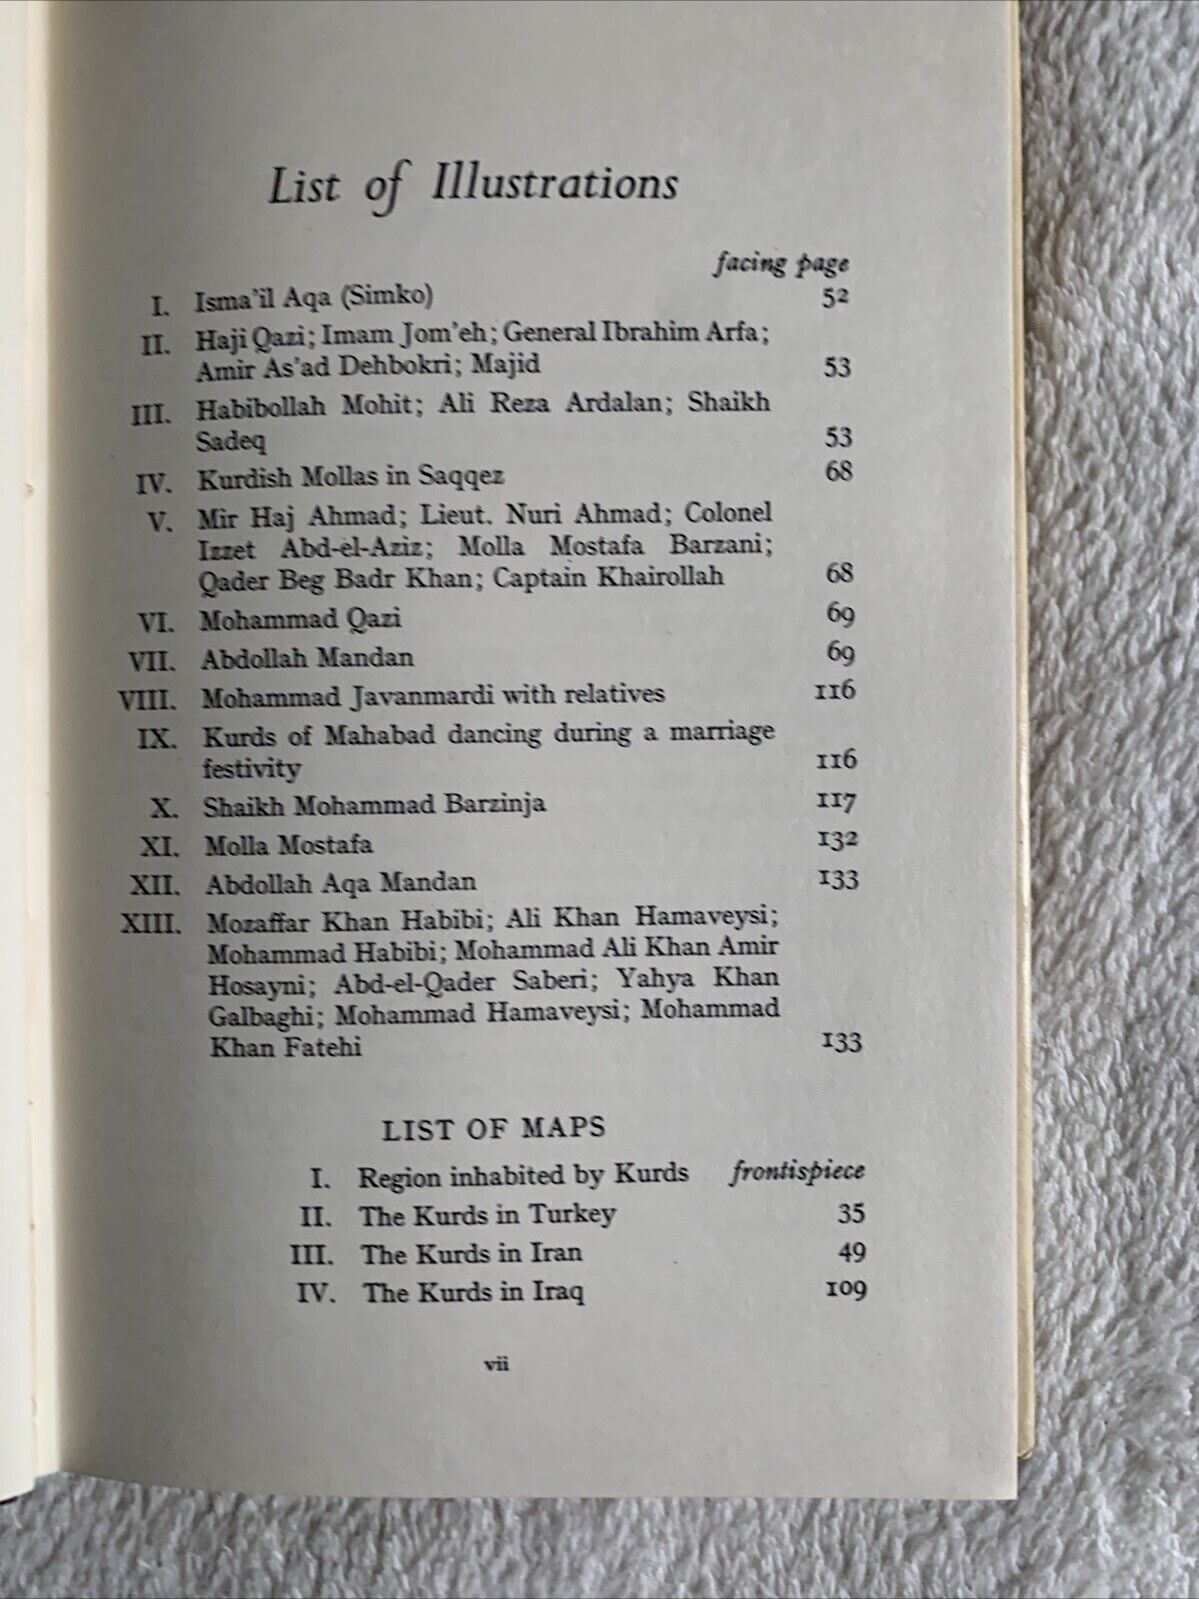 List of Illustrations
facing page
I. Isma'il Aqa (Simko) 52
II. Haji Qazi; Imam Jom'eh; General Ibrahim Arfa;
Amir As'ad Dehbokri; Majid 53
III. Habibollah Mohit; Ali Reza Ardalan; Shaikh
Sadeq 53
IV. Kurdish Mollas in Saqqez 68
V. Mir Haj Ahmad; Lieut. Nuri Ahmad; Colonel
Izzet Abd-el-Aziz; Molla Mostafa Barzani;
Qader Beg Badr Khan; Captain Khairollah 68
VI. Mohammad Qazi 69
VII. Abdollah Mandan 69
VIII. Mohammad Javanmardi with relatives 116
IX. Kurds of Mahabad dancing during a marriage
festivity 116
X. Shaikh Mohammad Barzinja 117
XI. Molla Mostafa 132
XII. Abdollah Aqa Mandan 133
XIII. Mozaffar Khan Habibi; Ali Khan Hamaveysi;
Mohammad Habibi; Mohammad Ali Khan Amir
Hosayni; Abd-el-Qader Saberi; Yahya Khan
Galbaghi; Mohammad Hamaveysi; Mohammad
Khan Fatehi 133
LIST OF MAPS
I. Region inhabited by Kurds frontispiece
II. The Kurds in Turkey 35
III. The Kurds in Iran 49
IV. The Kurds in Iraq 109
vii